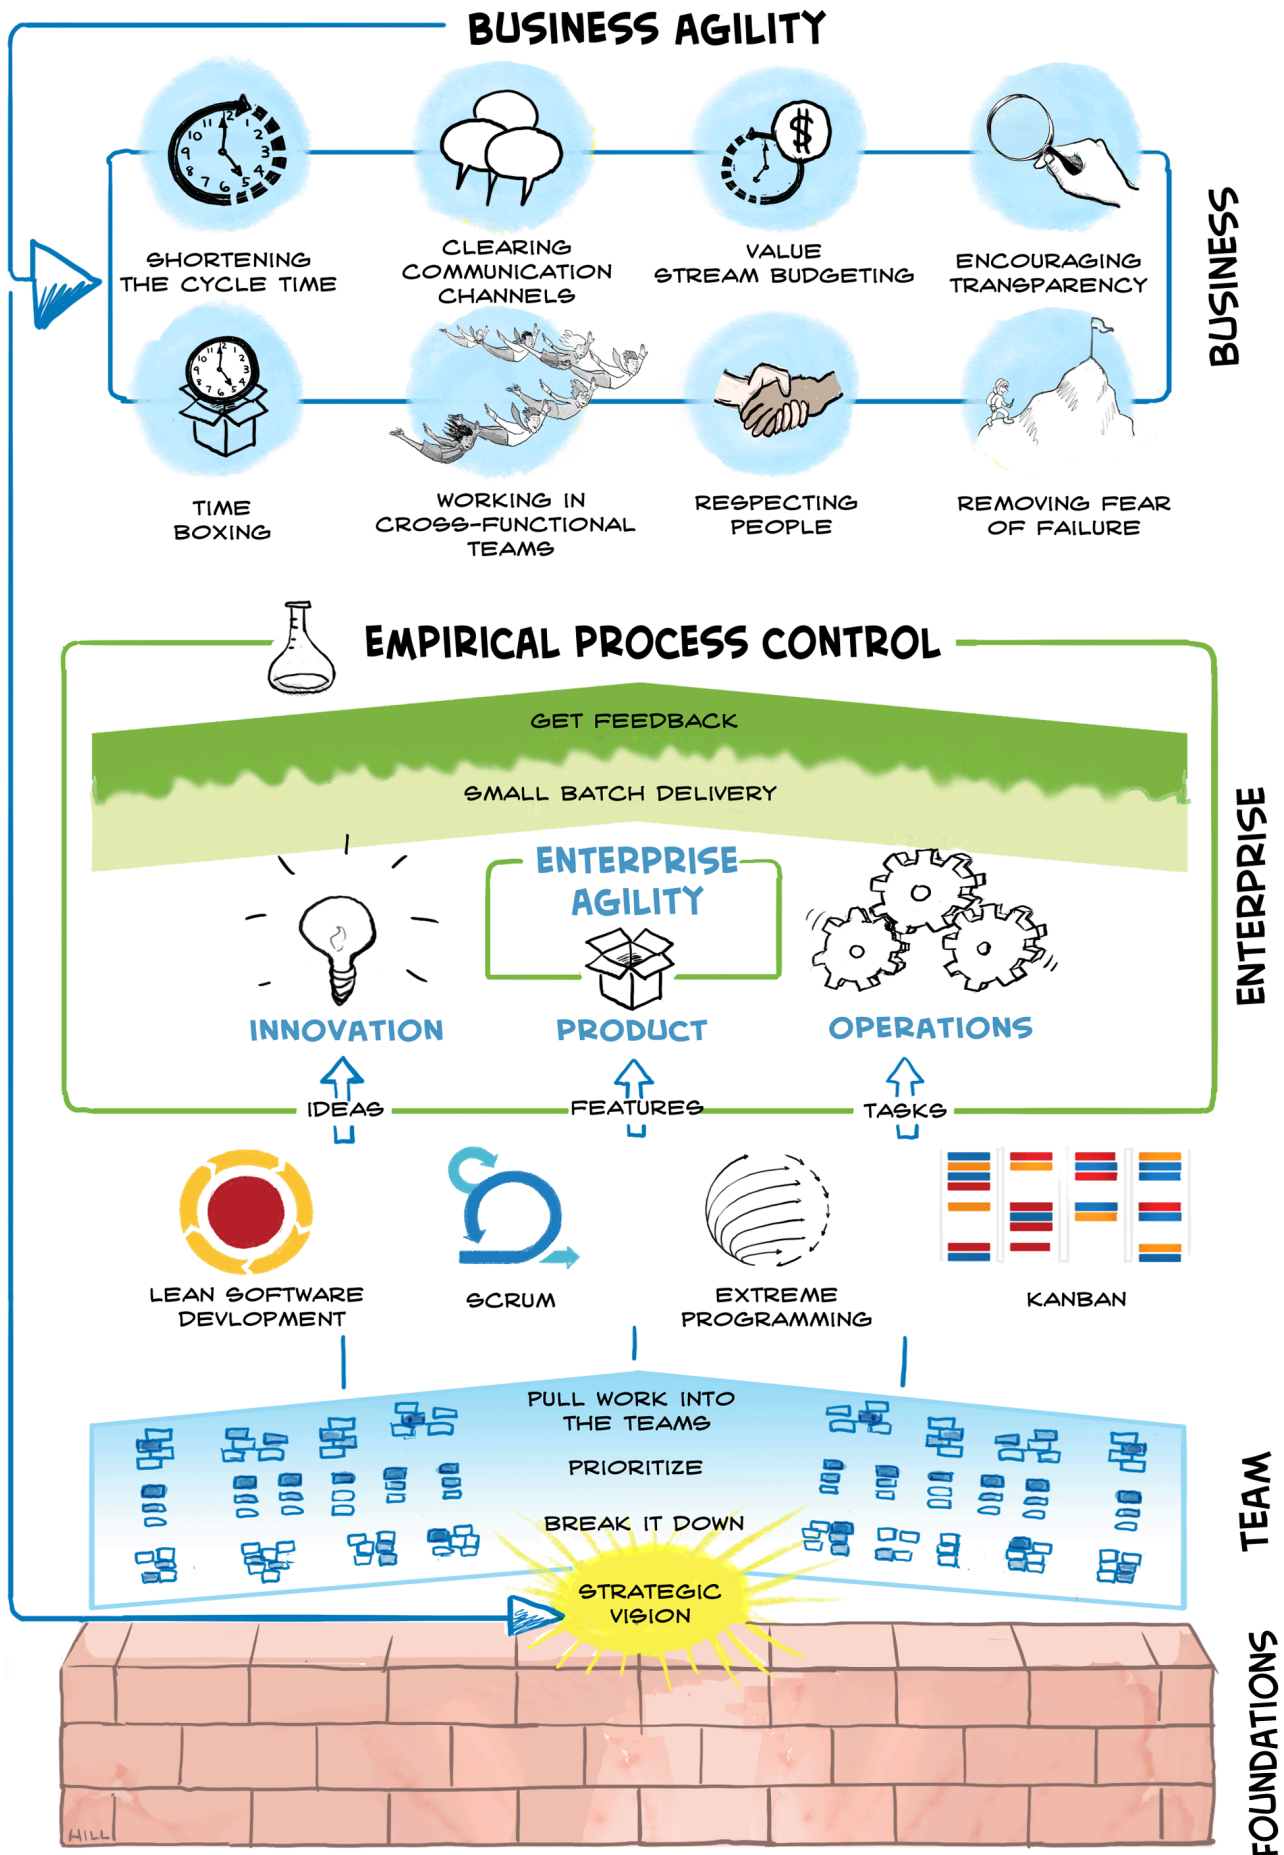 BUSINESS AGILITY
SHORTENING
THE CYCLE TIME
CLEARING
COMMUNICATION
CHANNELS
VALUE
STREAM BUDGETING
ENCOURAGING
TRANSPARENCY
BUSINESS
TIME
BOXING
WORKING IN
CROSS-FUNCTIONAL
TEAMS
RESPECTING
PEOPLE
REMOVING FEAR
OF FAILURE
EMPIRICAL PROCESS CONTROL
GET FEEDBACK
SMALL BATCH DELIVERY
ENTERPRISE
AGILITY
INNOVATION
PRODUCT
OPERATIONS
ENTERPRISE
IDEAS
FEATURES
TASKS
LEAN SOFTWARE
DEVLOPMENT
SCRUM
EXTREME
PROGRAMMING
KANBAN
PULL WORK INTO
THE TEAMS
PRIORITIZE
BREAK IT DOWN
TEAM
STRATEGIC
VISION
FOUNDATIONS
HILL